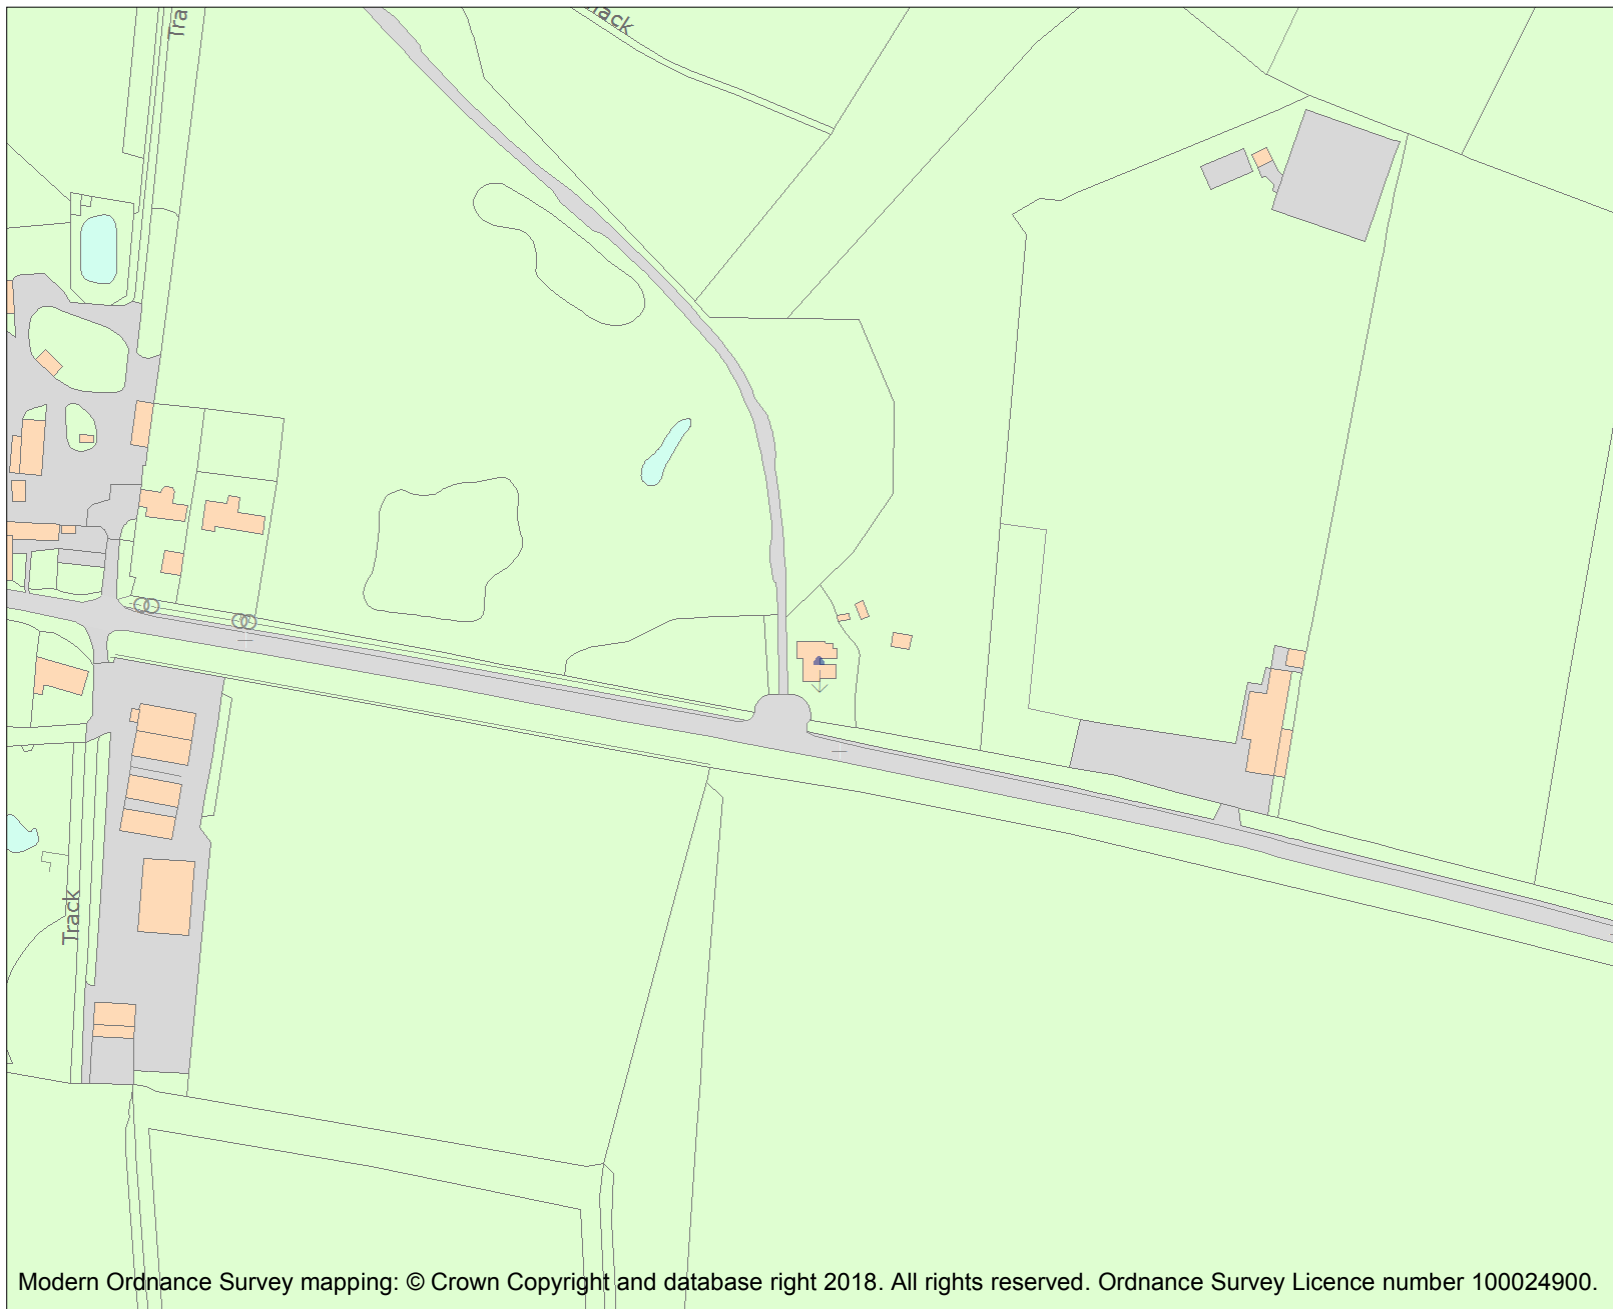 Track
Modern Ordnance Survey mapping: © Crown Copyright and database right 2018. All rights reserved. Ordnance Survey Licence number 100024900.